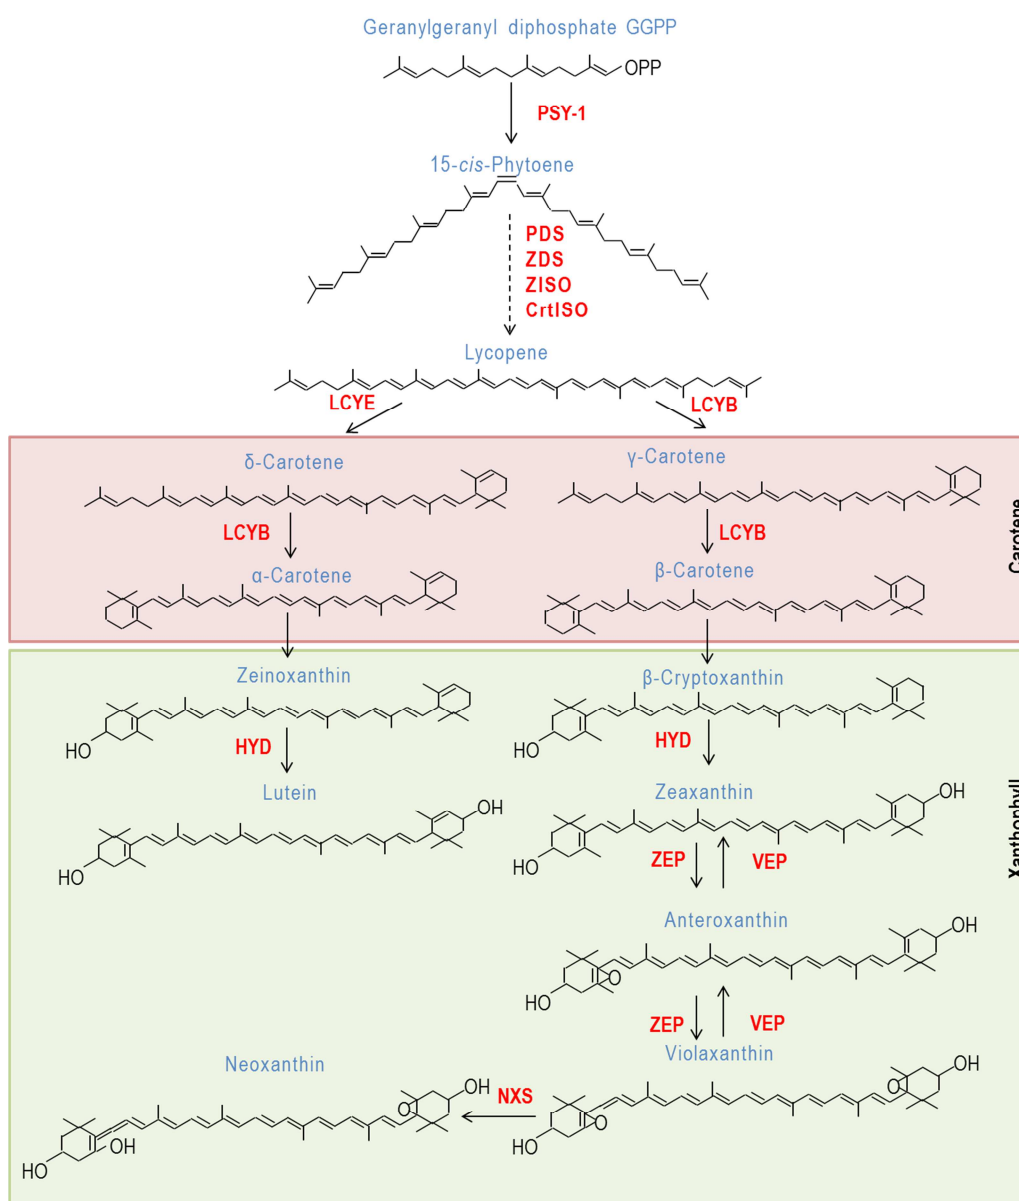 Geranylgeranyl diphosphate GGPP
OPP
PSY-1
15-cis-Phytoene
PDS
ZDS
ZISO
CrtISO
Lycopene
LCYE
LCYB
δ-Carotene
γ-Carotene
LCYB
LCYB
α-Carotene
β-Carotene
Carotene
Zeinoxanthin
β-Cryptoxanthin
HO
HYD
HO
HYD
Lutein
Zeaxanthin
OH
OH
HO
HO
Xanthophyll
ZEP
VEP
Anteroxanthin
OH
O
HO
ZEP
VEP
Neoxanthin
Violaxanthin
OH
O
OH
O
NXS
O
OH
HO
HO